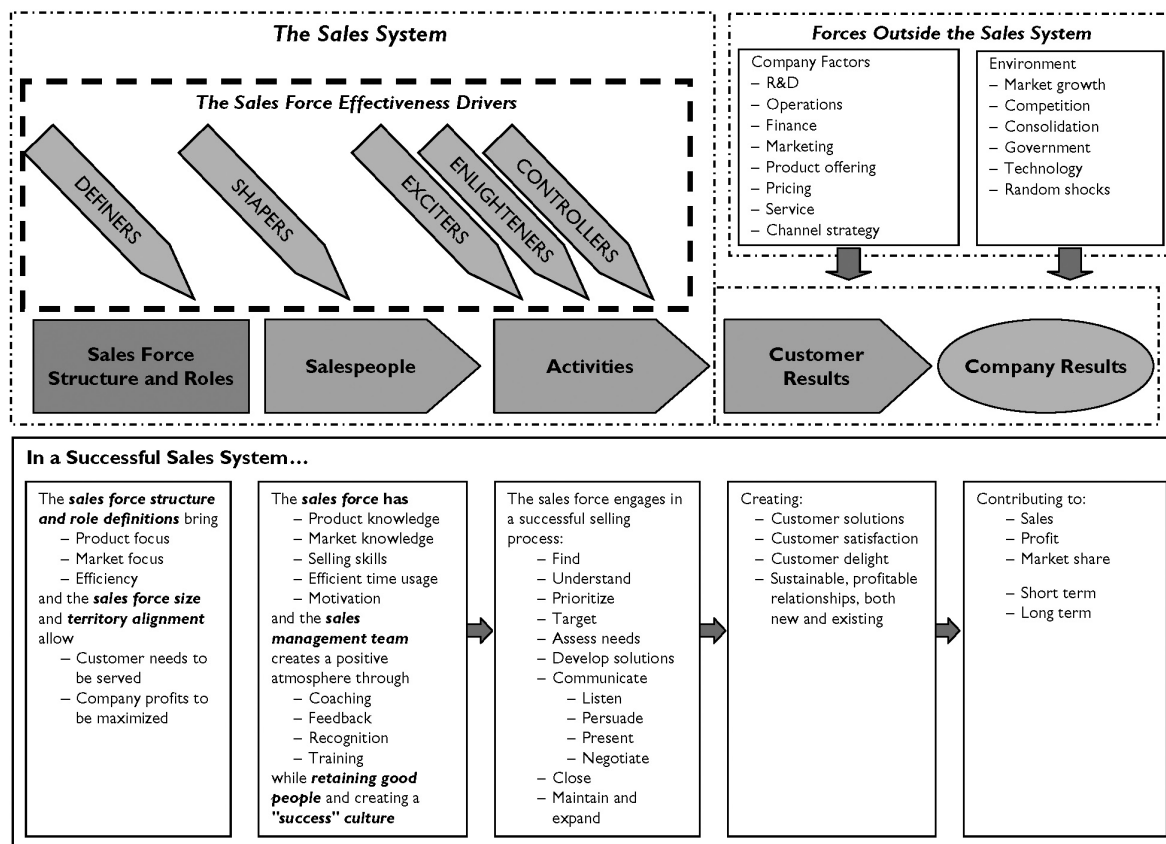 The Sales System
The Sales Force Effectiveness Drivers
DEFINERS
SHAPERS
EXCITERS
ENLIGHTENERS
CONTROLLERS
Sales Force
Structure and Roles
Salespeople
Activities
Forces Outside the Sales System
Company Factors
– R&D
– Operations
– Finance
– Marketing
– Product offering
– Pricing
– Service
– Channel strategy
Environment
– Market growth
– Competition
– Consolidation
– Government
– Technology
– Random shocks
Customer
Results
Company Results
In a Successful Sales System…
The sales force structure
and role definitions bring
– Product focus
– Market focus
– Efficiency
and the sales force size
and territory alignment
allow
– Customer needs to
be served
– Company profits to
be maximized
The sales force has
– Product knowledge
– Market knowledge
– Selling skills
– Efficient time usage
– Motivation
and the sales
management team
creates a positive
atmosphere through
– Coaching
– Feedback
– Recognition
– Training
while retaining good
people and creating a
"success" culture
The sales force engages in
a successful selling
process:
– Find
– Understand
– Prioritize
– Target
– Assess needs
– Develop solutions
– Communicate
– Listen
– Persuade
– Present
– Negotiate
– Close
– Maintain and
expand
Creating:
– Customer solutions
– Customer satisfaction
– Customer delight
– Sustainable, profitable
relationships, both
new and existing
Contributing to:
– Sales
– Profit
– Market share
– Short term
– Long term